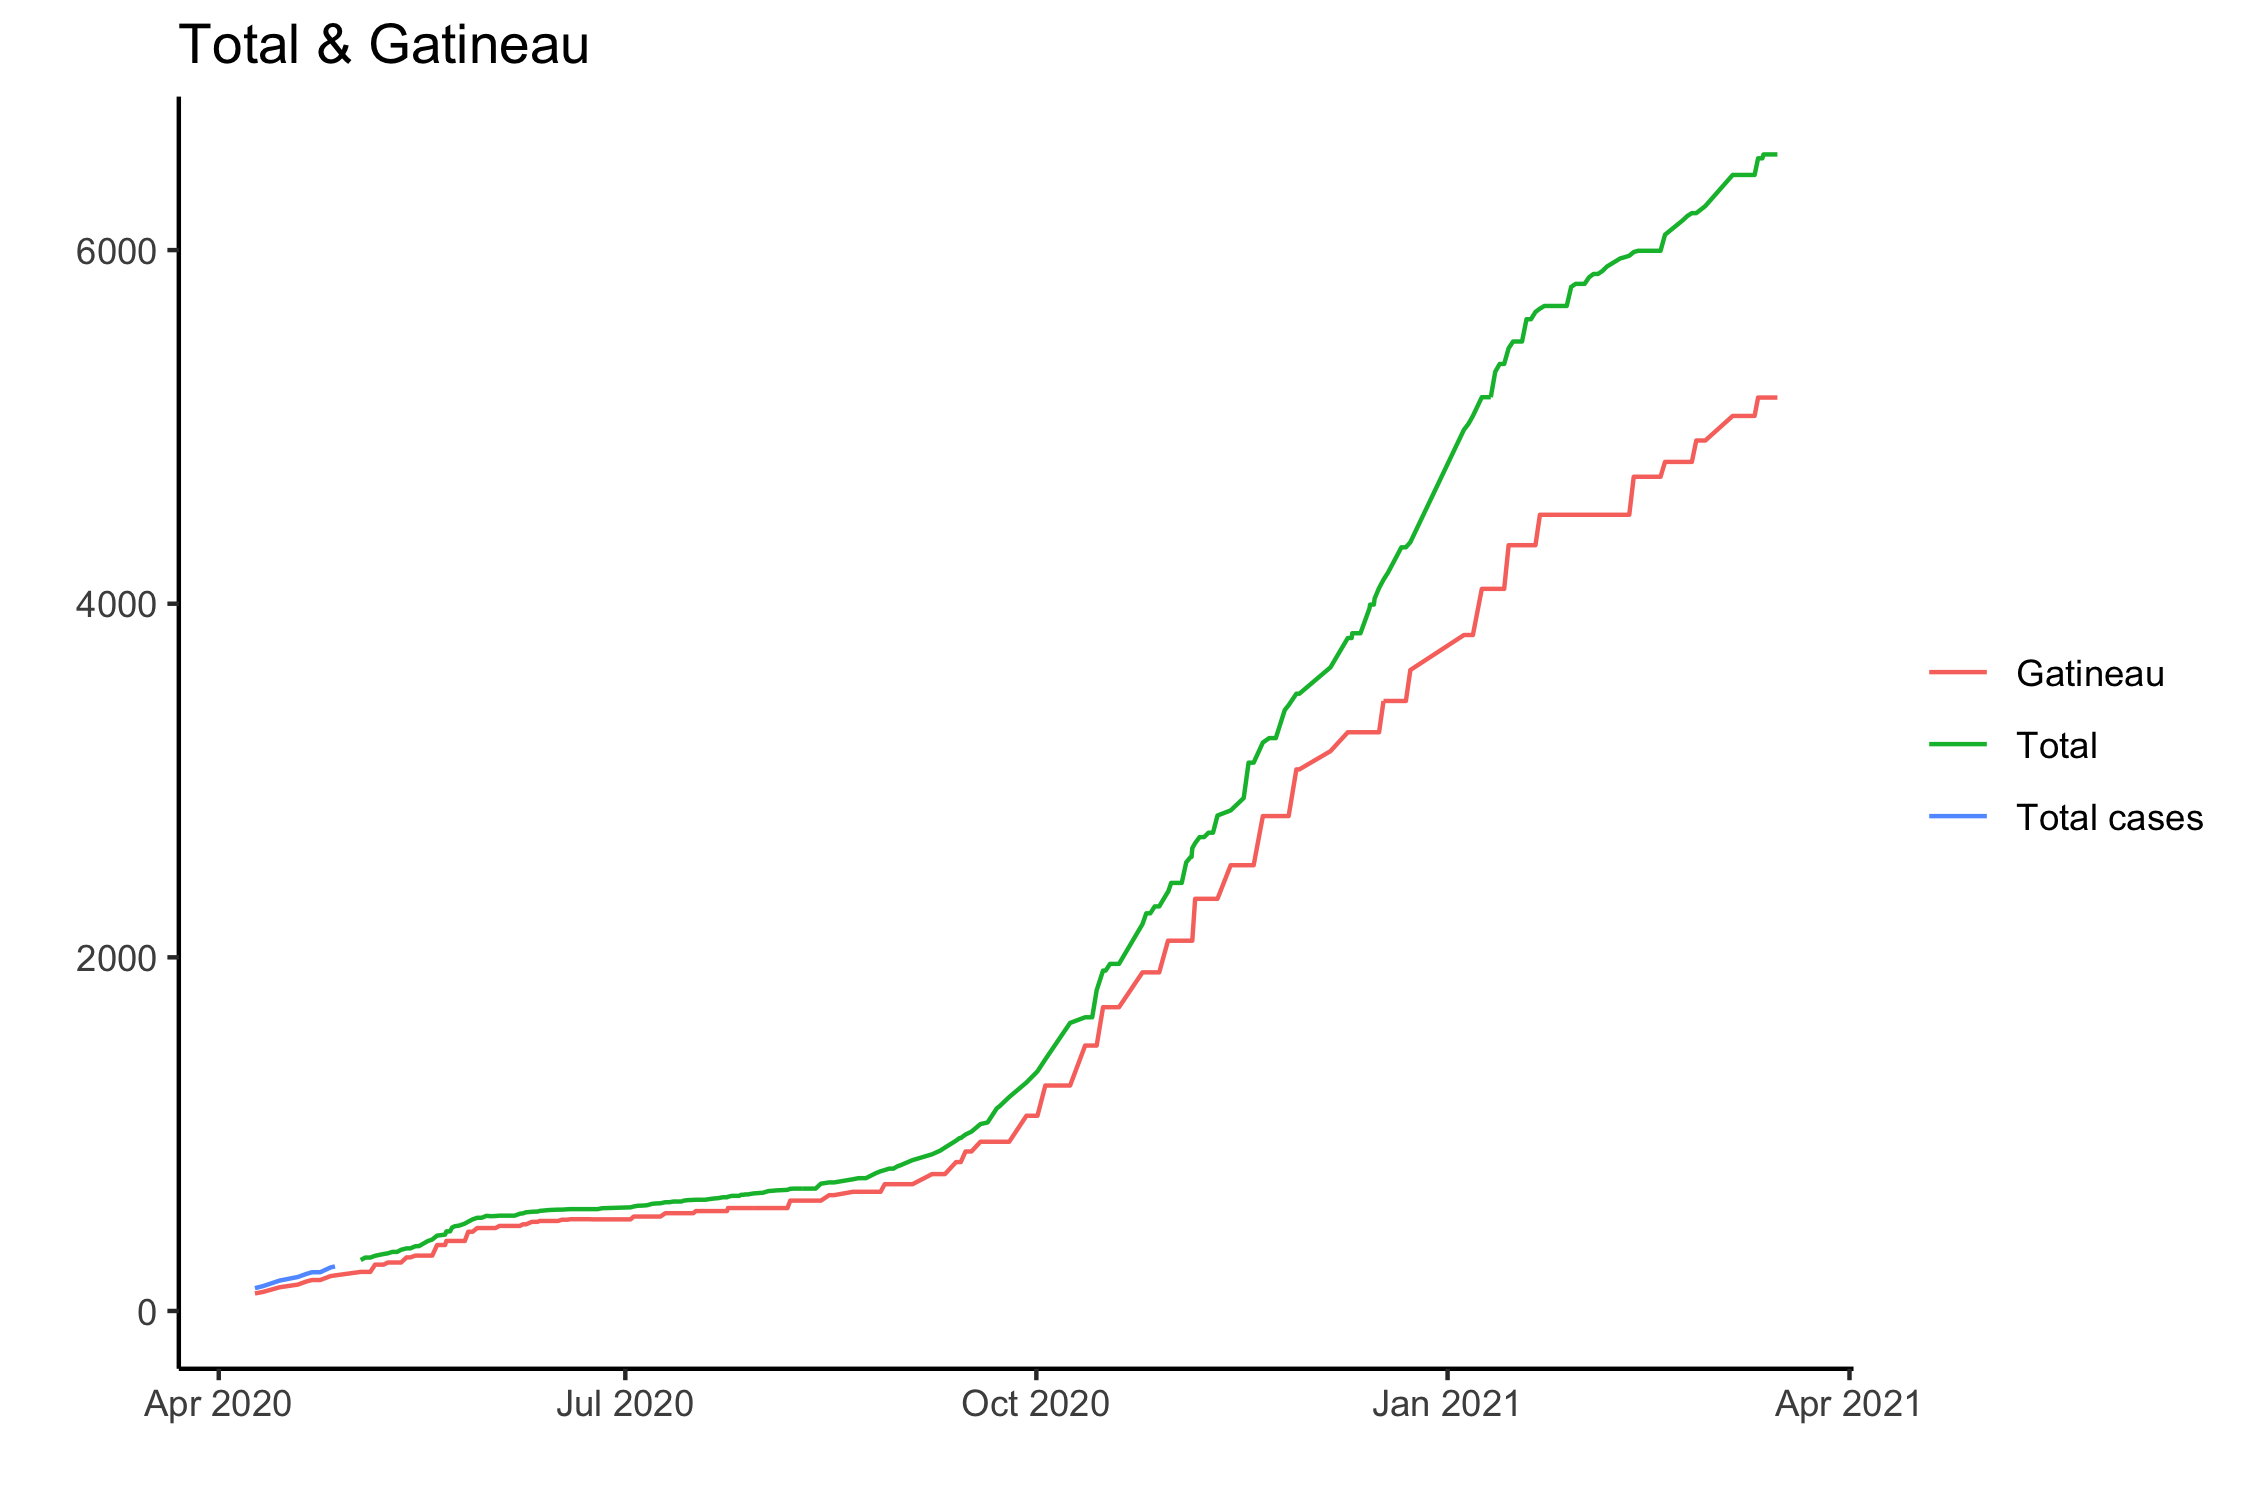 Total & Gatineau
6000
4000
2000
0
Apr 2020
Jul 2020
Oct 2020
Jan 2021
Apr 2021
Gatineau
Total
Total cases